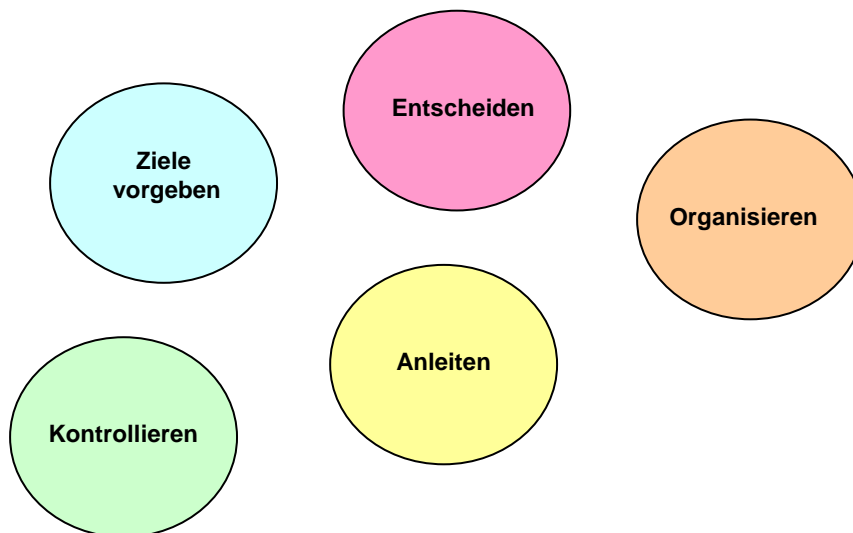 Entscheiden
Ziele
vorgeben
Organisieren
Anleiten
Kontrollieren